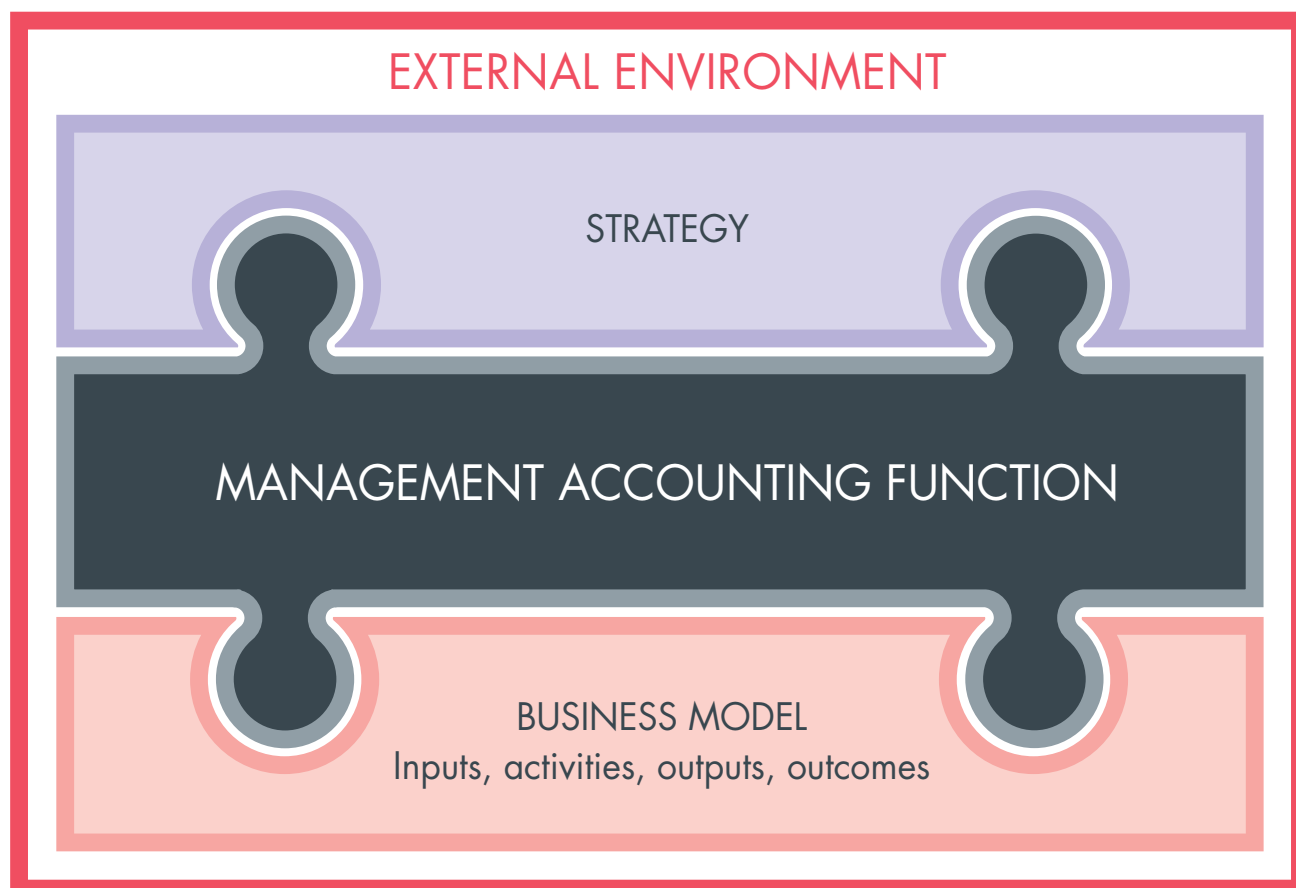 EXTERNAL ENVIRONMENT
STRATEGY
MANAGEMENT ACCOUNTING FUNCTION
BUSINESS MODEL
Inputs, activities, outputs, outcomes